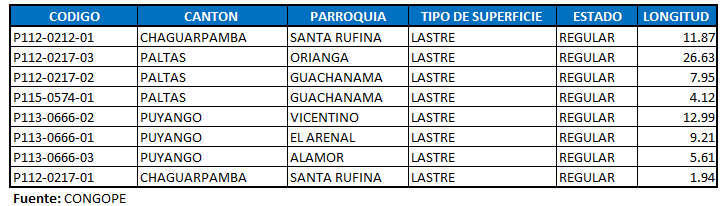 CODIGO CANTON PARROQUIA TIPO DE SUPERFICIE ESTADO LONGITUD
P112-0212-01 CHAGUARPAMBA SANTA RUFINA LASTRE REGULAR 11.87
P112-0217-03 PALTAS ORIANGA LASTRE REGULAR 26.63
P112-0217-02 PALTAS GUACHANAMA LASTRE REGULAR 7.95
P115-0574-01 PALTAS GUACHANAMA LASTRE REGULAR 4.12
P113-0666-02 PUYANGO VICENTINO LASTRE REGULAR 12.99
P113-0666-01 PUYANGO EL ARENAL LASTRE REGULAR 9.21
P113-0666-03 PUYANGO ALAMOR LASTRE REGULAR 5.61
P112-0217-01 CHAGUARPAMBA SANTA RUFINA LASTRE REGULAR 1.94
Fuente: CONGOPE